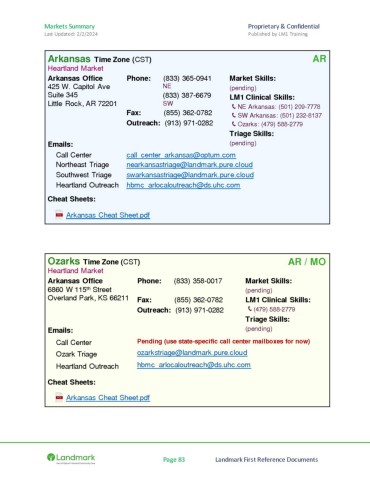 Markets Summary Proprietary & Confidential
Last Updated: 2/2/2024 Published by LM1 Training
Arkansas Time Zone (CST) AR
Heartland Market
Arkansas Office Phone: (833) 365-0941 Market Skills:
425 W. Capitol Ave NE (pending)
Suite 345 (833) 387-6679 LM1 Clinical Skills:
Little Rock, AR 72201 SW NE Arkansas: (501) 209-7778
Fax: (855) 362-0782 SW Arkansas: (501) 232-8137
Outreach: (913) 971-0282 Ozarks: (479) 588-2779
Triage Skills:
Emails: (pending)
Call Center call_center_arkansas@optum.com
Northeast Triage nearkansastriage@landmark.pure.cloud
Southwest Triage swarkansastriage@landmark.pure.cloud
Heartland Outreach hbmc_arlocaloutreach@ds.uhc.com
Cheat Sheets:
Arkansas Cheat Sheet.pdf
Ozarks Time Zone (CST) AR / MO
Heartland Market
Arkansas Office Phone: (833) 358-0017 Market Skills:
6860 W 115th Street (pending)
Overland Park, KS 66211 Fax: (855) 362-0782 LM1 Clinical Skills:
Outreach: (913) 971-0282 (479) 588-2779
Triage Skills:
Emails: (pending)
Call Center Pending (use state-specific call center mailboxes for now)
Ozark Triage ozarkstriage@landmark.pure.cloud
Heartland Outreach hbmc_arlocaloutreach@ds.uhc.com
Cheat Sheets:
Arkansas Cheat Sheet.pdf
Landmark Page 83 Landmark First Reference Documents